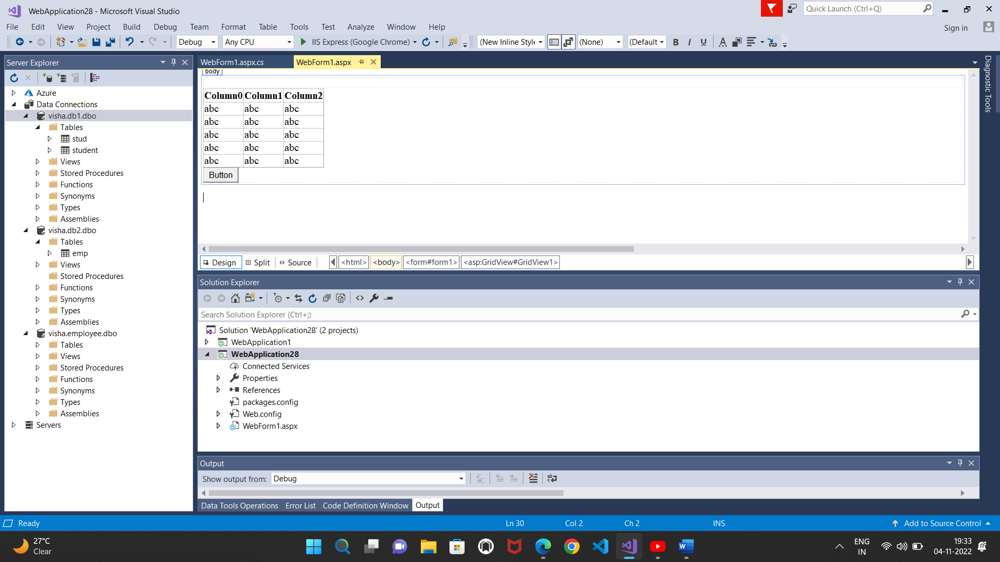 WebApplication28 - Microsoft Visual Studio
Quick Launch (Ctrl+Q)
File Edit View Project Build Debug Team Format Table Tools Test Analyze Window Help
Sign in
Debug Any CPU IIS Express (Google Chrome) (New Inline Style (None) (Default B I U
Server Explorer
Azure
Data Connections
visha.db1.dbo
Tables
stud
student
Views
Stored Procedures
Functions
Synonyms
Types
Assemblies
visha.db2.dbo
Tables
emp
Views
Stored Procedures
Functions
Synonyms
Types
Assemblies
visha.employee.dbo
Tables
Views
Stored Procedures
Functions
Synonyms
Types
Assemblies
Servers
WebForm1.aspx.cs WebForm1.aspx
body
Column0 Column1 Column2
abc abc abc
abc abc abc
abc abc abc
abc abc abc
abc abc abc
Button
Design Split Source <html> <body> <form#form1> <asp:GridView#GridView1>
Diagnostic Tools
Solution Explorer
Search Solution Explorer (Ctrl+;)
Solution 'WebApplication28' (2 projects)
WebApplication1
WebApplication28
Connected Services
Properties
References
packages.config
Web.config
WebForm1.aspx
Output
Show output from: Debug
Data Tools Operations Error List Code Definition Window Output
Ready Ln 30 Col 2 Ch 2 INS Add to Source Control
27°C
Clear
ENG
IN
19:33
04-11-2022